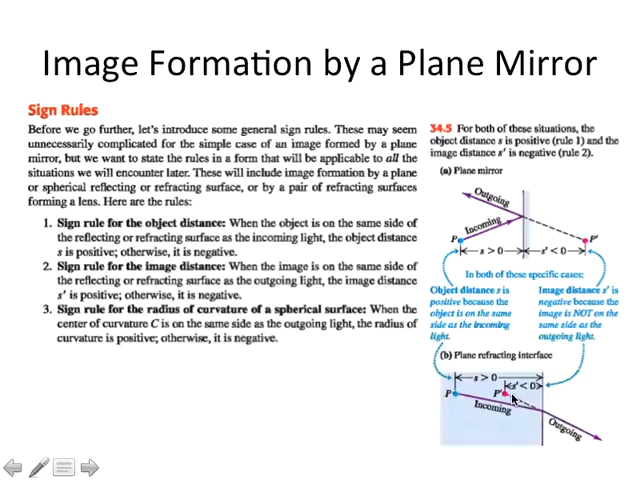 Image Formation by a Plane Mirror
Sign Rules
Before we go further, let's introduce some general sign rules. These may seem
unnecessarily complicated for the simple case of an image formed by a plane
mirror, but we want to state the rules in a form that will be applicable to all the
situations we will encounter later. These will include image formation by a plane
or spherical reflecting or refracting surface, or by a pair of refracting surfaces
forming a lens. Here are the rules:
1. Sign rule for the object distance: When the object is on the same side of
the reflecting or refracting surface as the incoming light, the object distance
s is positive; otherwise, it is negative.
2. Sign rule for the image distance: When the image is on the same side of
the reflecting or refracting surface as the outgoing light, the image distance
s′ is positive; otherwise, it is negative.
3. Sign rule for the radius of curvature of a spherical surface: When the
center of curvature C is on the same side as the outgoing light, the radius of
curvature is positive; otherwise, it is negative.
34.5 For both of these situations, the
object distance s is positive (rule 1) and the
image distance s′ is negative (rule 2).
(a) Plane mirror
Outgoing
Incoming
P
P′
s > 0
s′ < 0
In both of these specific cases:
Object distance s is
positive because the
object is on the same
side as the incoming
light.
Image distance s′ is
negative because the
image is NOT on the
same side as the
outgoing light.
(b) Plane refracting interface
s > 0
s′ < 0
P
P′
Incoming
Outgoing